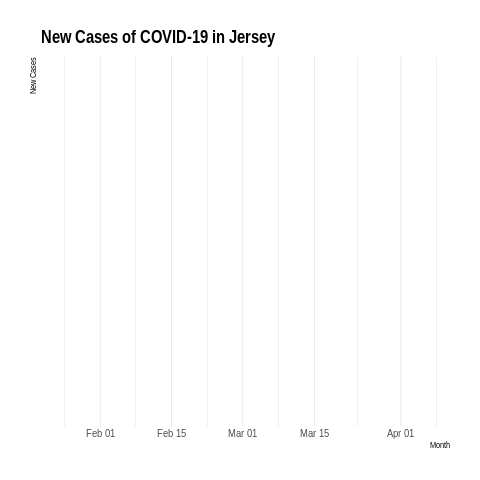 New Cases of COVID-19 in Jersey
New Cases
Feb 01
Feb 15
Mar 01
Mar 15
Apr 01
Month